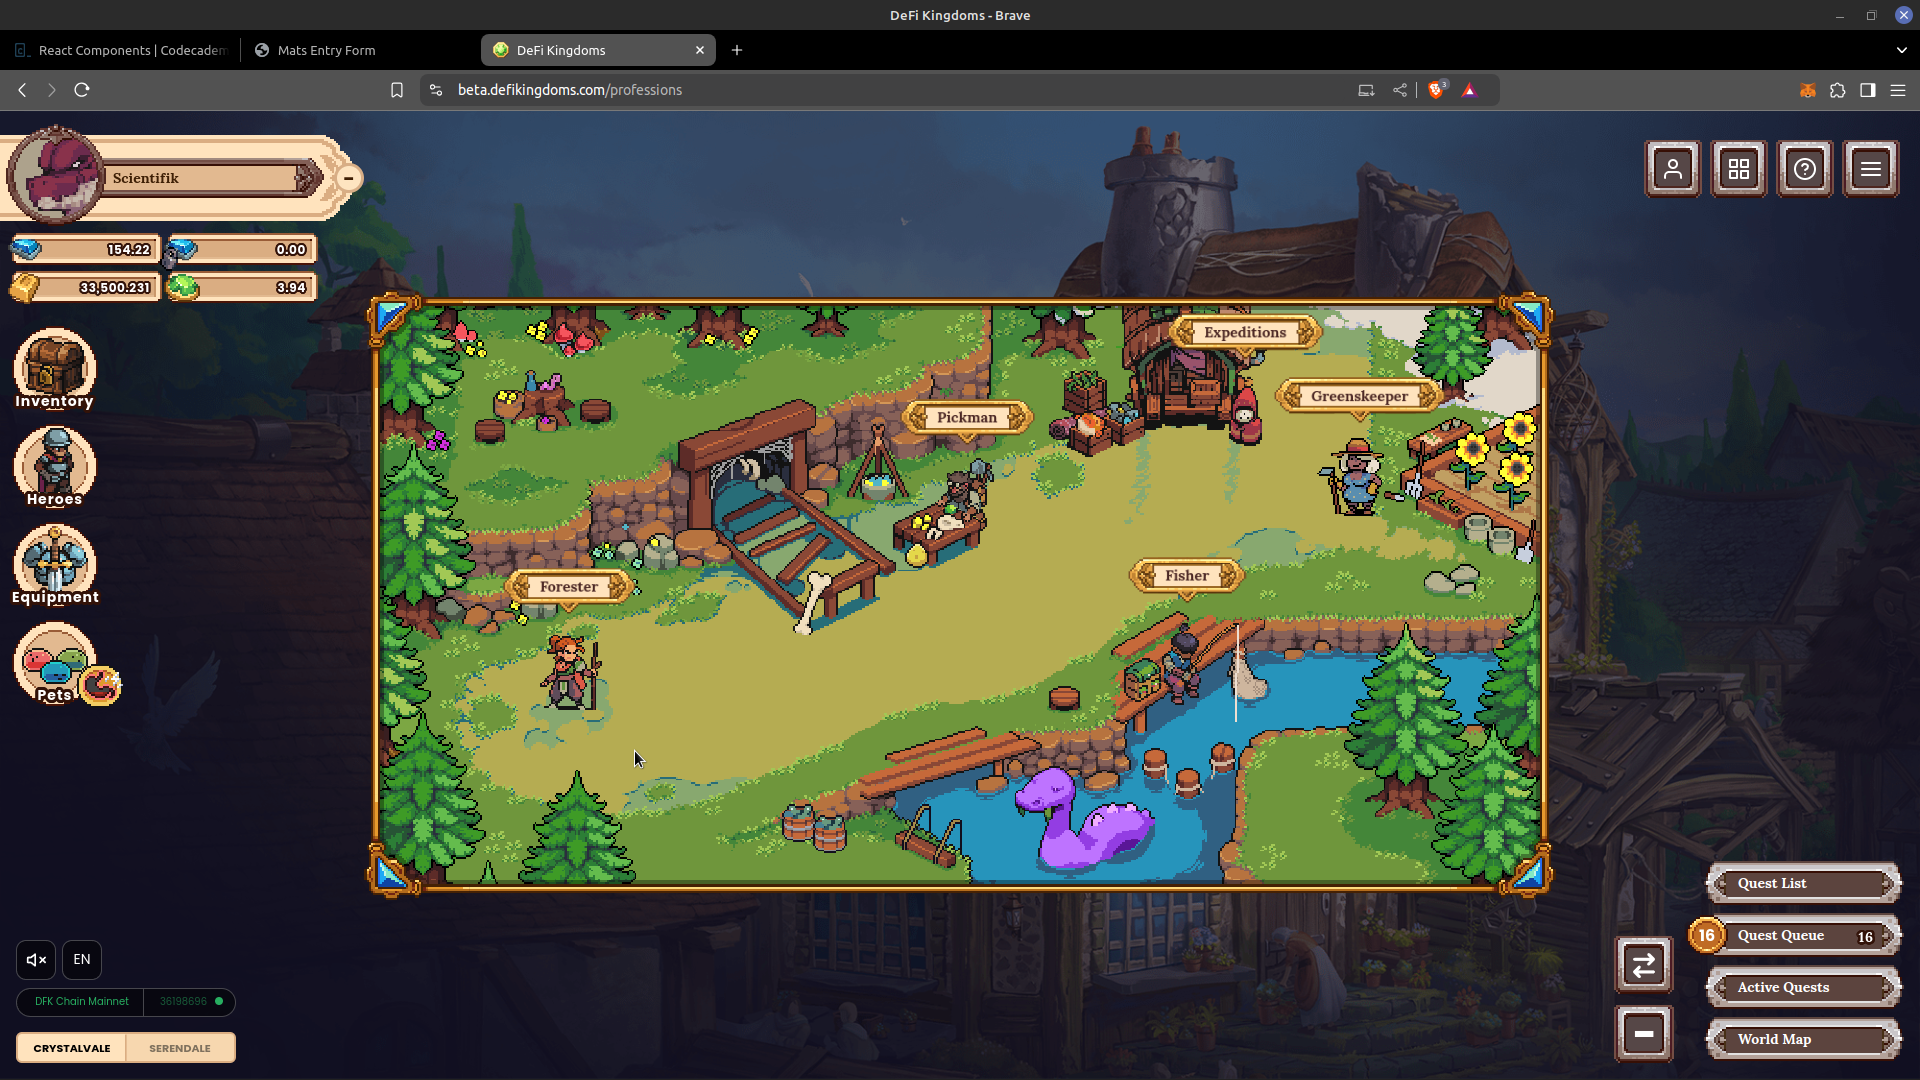 DeFi Kingdoms - Brave
React Components | Codecadem
Mats Entry Form
DeFi Kingdoms
beta.defikingdoms.com/professions
3
Scientifik
154.22
0.00
33,500.231
3.94
Inventory
Heroes
Equipment
Pets
Expeditions
Greenskeeper
Pickman
Forester
Fisher
Quest List
16 Quest Queue 16
Active Quests
World Map
EN
DFK Chain Mainnet 36198696
CRYSTALVALE SERENDALE